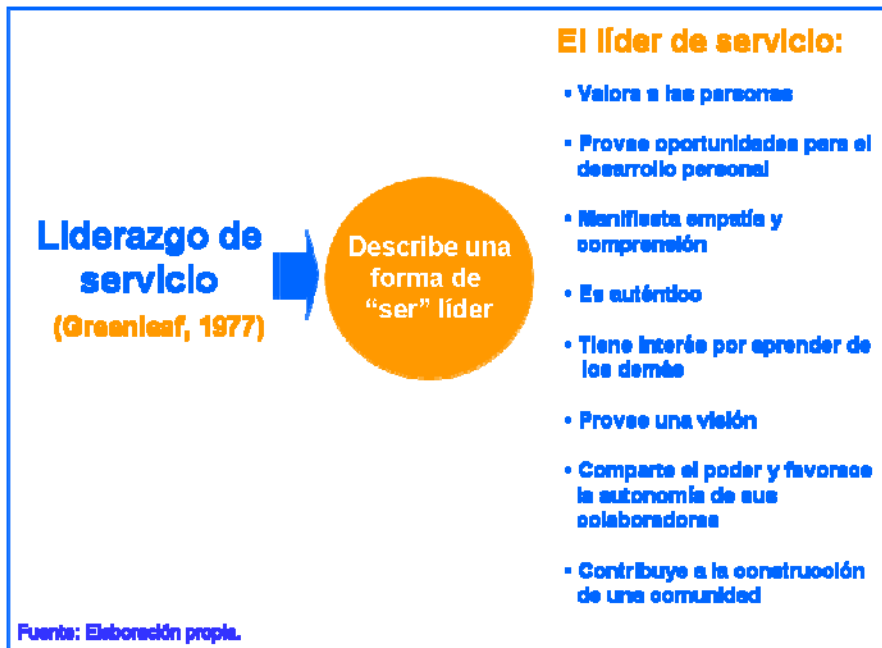 El líder de servicio:
• Valora a las personas
• Provee oportunidades para el
desarrollo personal
• Manifiesta empatía y
comprensión
• Es auténtico
• Tiene interés por aprender de
los demás
• Provee una visión
• Comparte el poder y favorece
la autonomía de sus
colaboradores
• Contribuye a la construcción
de una comunidad
Liderazgo de
servicio
(Greenleaf, 1977)
Describe una
forma de
“ser” líder
Fuente: Elaboración propia.